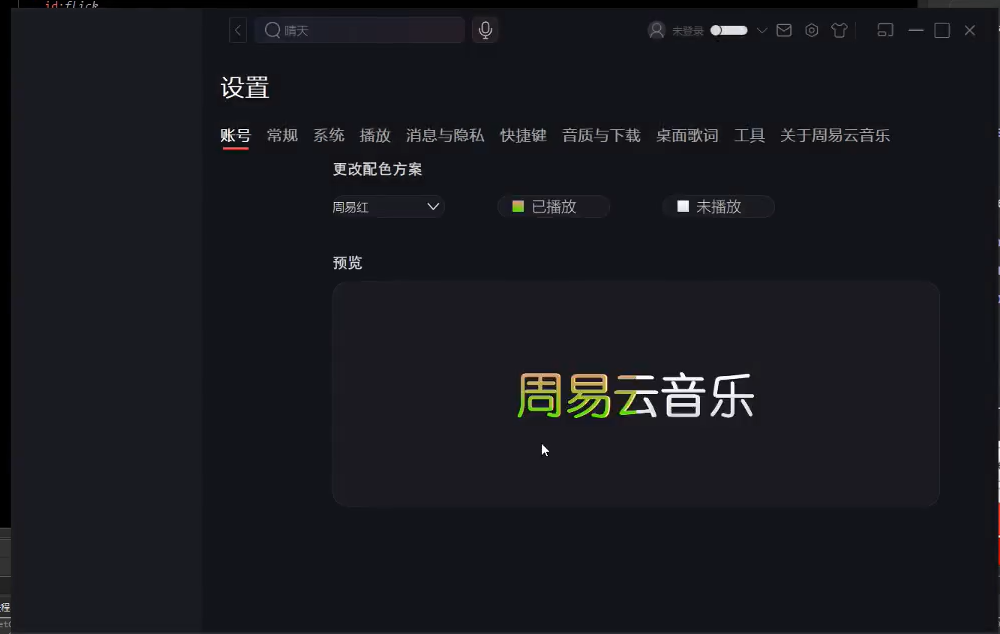 id:flick
晴天
未登录
设置
账号 常规 系统 播放 消息与隐私 快捷键 音质与下载 桌面歌词 工具 关于周易云音乐
更改配色方案
周易红 已播放 未播放
预览
周易云音乐
程